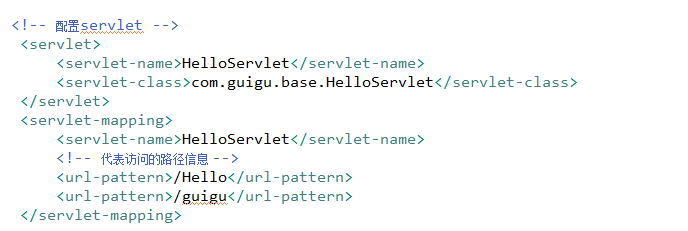 <!-- 配置servlet -->
<servlet>
<servlet-name>HelloServlet</servlet-name>
<servlet-class>com.guigu.base.HelloServlet</servlet-class>
</servlet>
<servlet-mapping>
<servlet-name>HelloServlet</servlet-name>
<!-- 代表访问的路径信息 -->
<url-pattern>/Hello</url-pattern>
<url-pattern>/guigu</url-pattern>
</servlet-mapping>